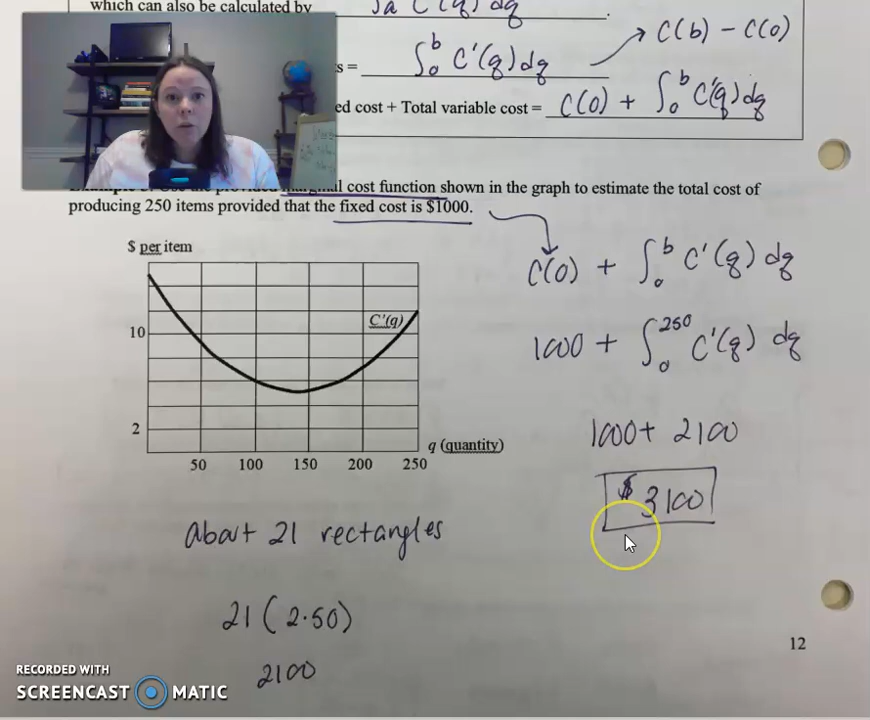 which can also be calculated by ∫a C'(q) dq.
s = ∫₀ᵇ C'(q) dq → C(b) - C(0)
ed cost + Total variable cost = C(0) + ∫₀ᵇ C'(q) dq
marginal cost function shown in the graph to estimate the total cost of
producing 250 items provided that the fixed cost is $1000.
$ per item
C(0) + ∫₀ᵇ C'(q) dq
C'(q)
10
1000 + ∫₀²⁵⁰ C'(q) dq
2
1000 + 2100
q (quantity)
50 100 150 200 250
$3100
about 21 rectangles
21(2·50)
2100
12
RECORDED WITH
SCREENCAST MATIC